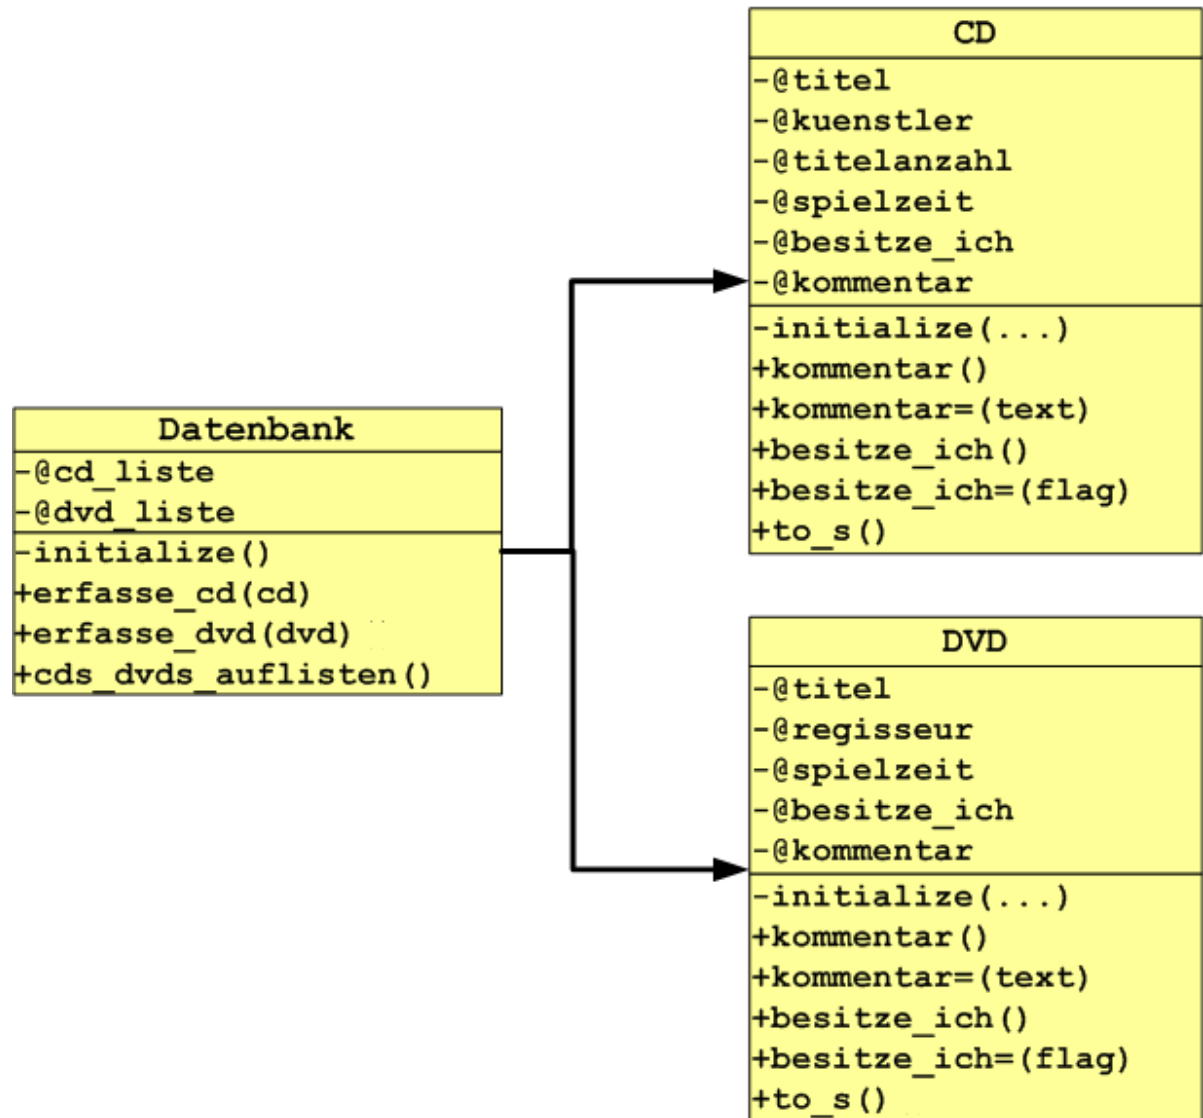 CD
-@titel
-@kuenstler
-@titelanzahl
-@spielzeit
-@besitze_ich
-@kommentar
-initialize(...)
+kommentar()
+kommentar=(text)
+besitze_ich()
+besitze_ich=(flag)
+to_s()
Datenbank
-@cd_liste
-@dvd_liste
-initialize()
+erfasse_cd(cd)
+erfasse_dvd(dvd)
+cds_dvds_auflisten()
DVD
-@titel
-@regisseur
-@spielzeit
-@besitze_ich
-@kommentar
-initialize(...)
+kommentar()
+kommentar=(text)
+besitze_ich()
+besitze_ich=(flag)
+to_s()